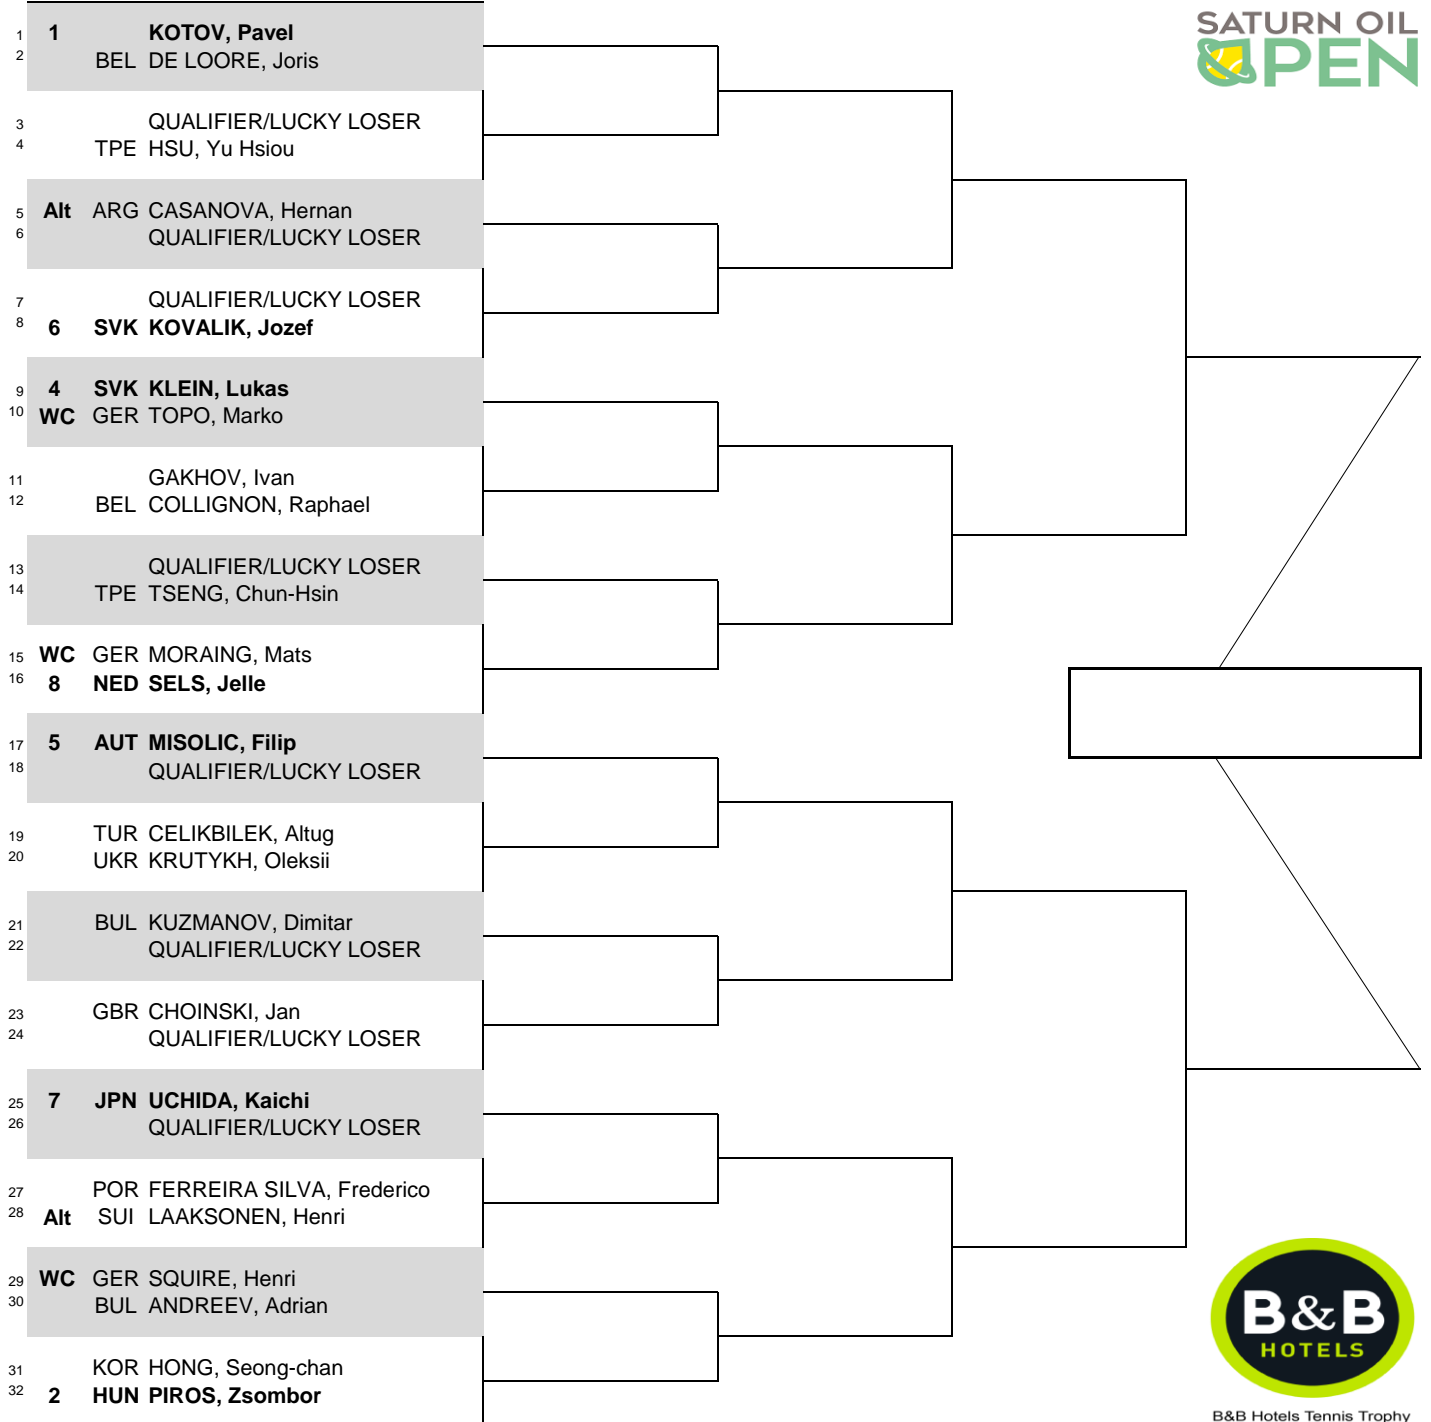 SATURN OIL
OPEN
1 1 KOTOV, Pavel
2 BEL DE LOORE, Joris
3 QUALIFIER/LUCKY LOSER
4 TPE HSU, Yu Hsiou
5 Alt ARG CASANOVA, Hernan
6 QUALIFIER/LUCKY LOSER
7 QUALIFIER/LUCKY LOSER
8 6 SVK KOVALIK, Jozef
9 4 SVK KLEIN, Lukas
10 WC GER TOPO, Marko
11 GAKHOV, Ivan
12 BEL COLLIGNON, Raphael
13 QUALIFIER/LUCKY LOSER
14 TPE TSENG, Chun-Hsin
15 WC GER MORAING, Mats
16 8 NED SELS, Jelle
17 5 AUT MISOLIC, Filip
18 QUALIFIER/LUCKY LOSER
19 TUR CELIKBILEK, Altug
20 UKR KRUTYKH, Oleksii
21 BUL KUZMANOV, Dimitar
22 QUALIFIER/LUCKY LOSER
23 GBR CHOINSKI, Jan
24 QUALIFIER/LUCKY LOSER
25 7 JPN UCHIDA, Kaichi
26 QUALIFIER/LUCKY LOSER
27 POR FERREIRA SILVA, Frederico
28 Alt SUI LAAKSONEN, Henri
29 WC GER SQUIRE, Henri
30 BUL ANDREEV, Adrian
31 KOR HONG, Seong-chan
32 2 HUN PIROS, Zsombor
B&B
HOTELS
B&B Hotels Tennis Trophy